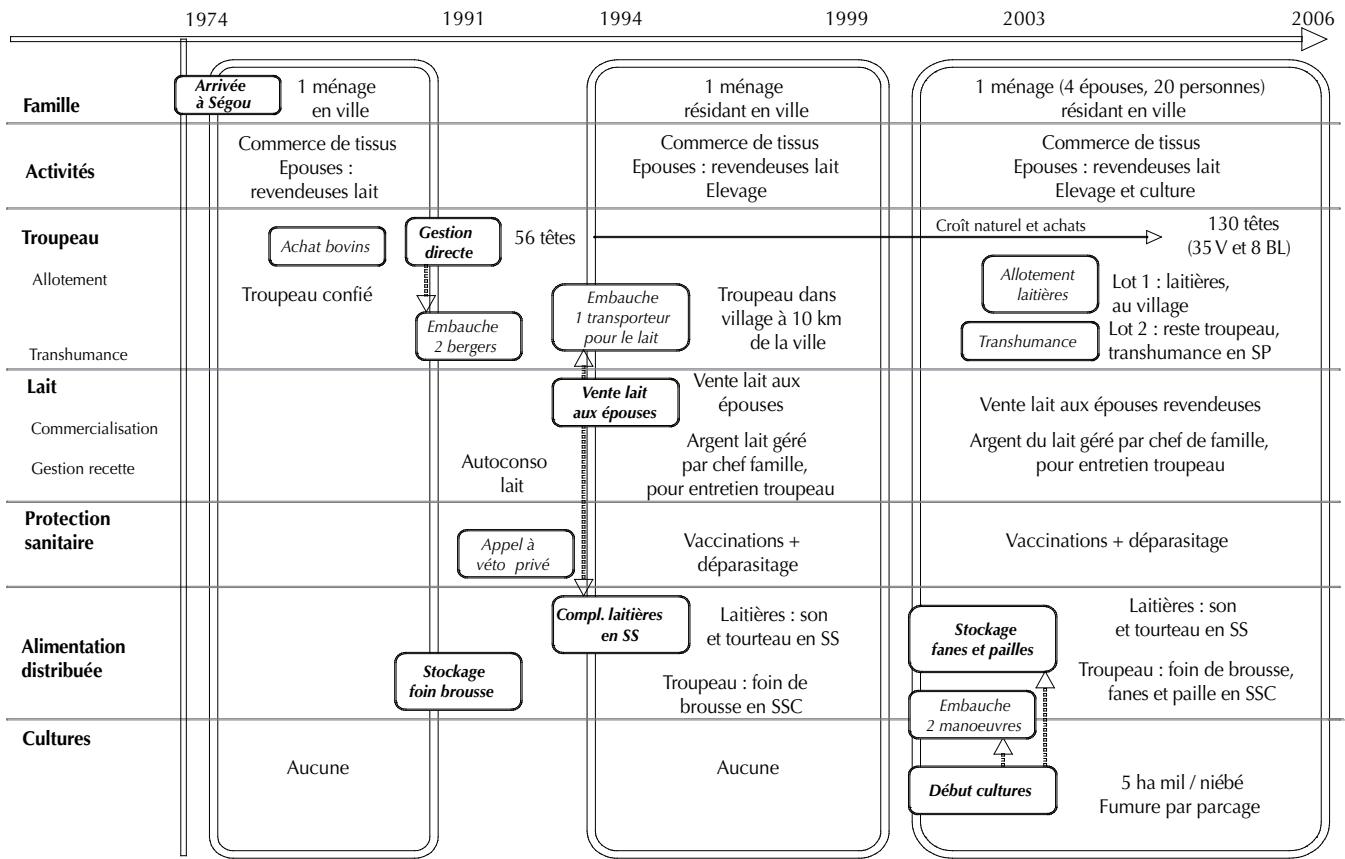 1974 1991 1994 1999 2003 2006
Famille
Arrivée
à Ségou
1 ménage
en ville
1 ménage
résidant en ville
1 ménage (4 épouses, 20 personnes)
résidant en ville
Activités
Commerce de tissus
Epouses :
revendeuses lait
Commerce de tissus
Epouses : revendeuses lait
Elevage
Commerce de tissus
Epouses : revendeuses lait
Elevage et culture
Troupeau
Allotement
Transhumance
Achat bovins
Gestion
directe
56 têtes
Croît naturel et achats
130 têtes
(35 V et 8 BL)
Troupeau confié
Embauche
2 bergers
Embauche
1 transporteur
pour le lait
Troupeau dans
village à 10 km
de la ville
Allotement
laitières
Lot 1 : laitières,
au village
Transhumance
Lot 2 : reste troupeau,
transhumance en SP
Lait
Commercialisation
Gestion recette
Vente lait
aux épouses
Vente lait aux
épouses
Vente lait aux épouses revendeuses
Autoconso
lait
Argent lait géré
par chef famille,
pour entretien troupeau
Argent du lait géré par chef de famille,
pour entretien troupeau
Protection
sanitaire
Appel à
véto privé
Vaccinations +
déparasitage
Vaccinations + déparasitage
Alimentation
distribuée
Stockage
foin brousse
Compl. laitières
en SS
Laitières : son
et tourteau en SS
Troupeau : foin de
brousse en SSC
Stockage
fanes et pailles
Laitières : son
et tourteau en SS
Troupeau : foin de brousse,
fanes et paille en SSC
Embauche
2 manoeuvres
Cultures
Aucune
Aucune
Début cultures
5 ha mil / niébé
Fumure par parcage